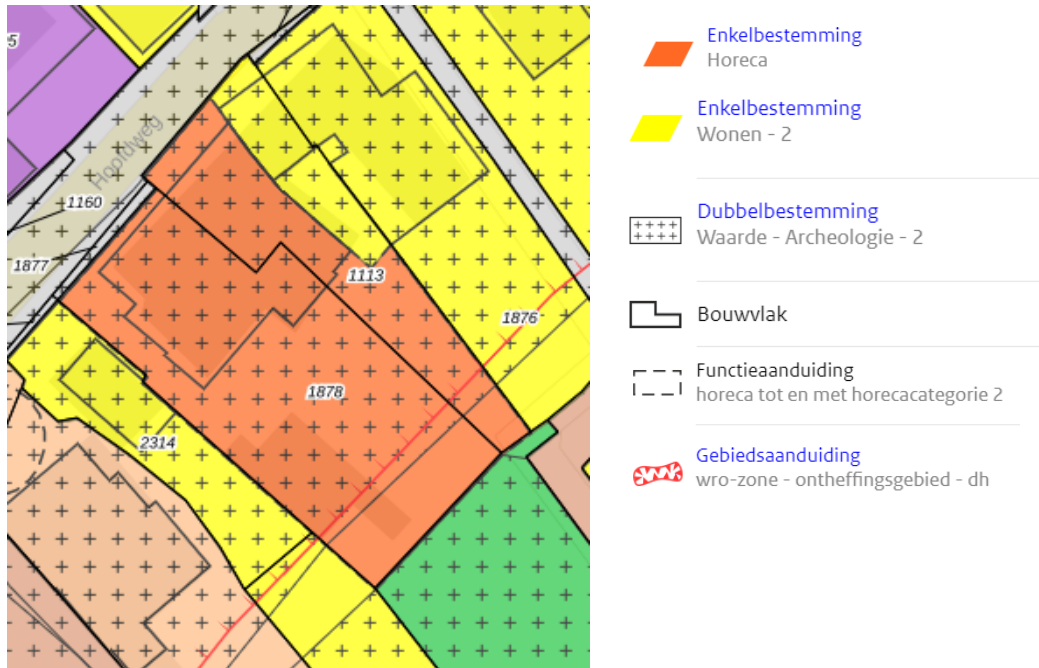 5
Hoofdweg
1160
1877
1113
1876
1878
2314
Enkelbestemming
Horeca
Enkelbestemming
Wonen - 2
Dubbelbestemming
Waarde - Archeologie - 2
Bouwvlak
Functieaanduiding
horeca tot en met horecacategorie 2
Gebiedsaanduiding
wro-zone - ontheffingsgebied - dh